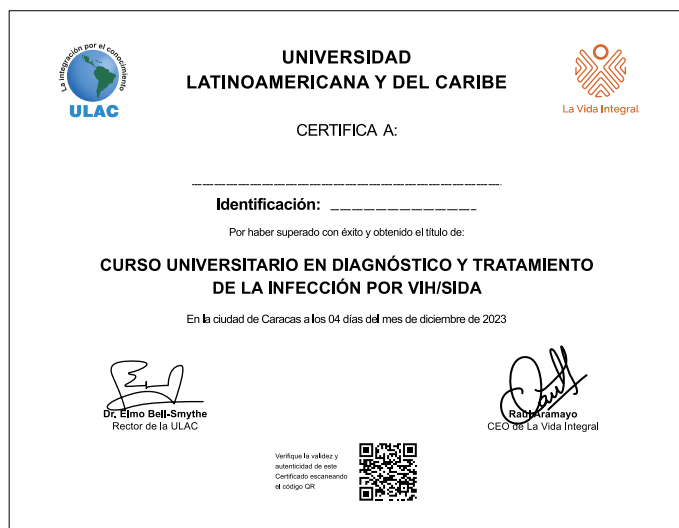 La integración por el conocimiento
ULAC
UNIVERSIDAD
LATINOAMERICANA Y DEL CARIBE
La Vida Integral
CERTIFICA A:
Identificación:
Por haber superado con éxito y obtenido el título de:
CURSO UNIVERSITARIO EN DIAGNÓSTICO Y TRATAMIENTO
DE LA INFECCIÓN POR VIH/SIDA
En la ciudad de Caracas a los 04 días del mes de diciembre de 2023
Dr. Elmo Bell-Smythe
Rector de la ULAC
Raúl Aramayo
CEO de La Vida Integral
Verifique la validez y
autenticidad de este
Certificado escaneando
el código QR